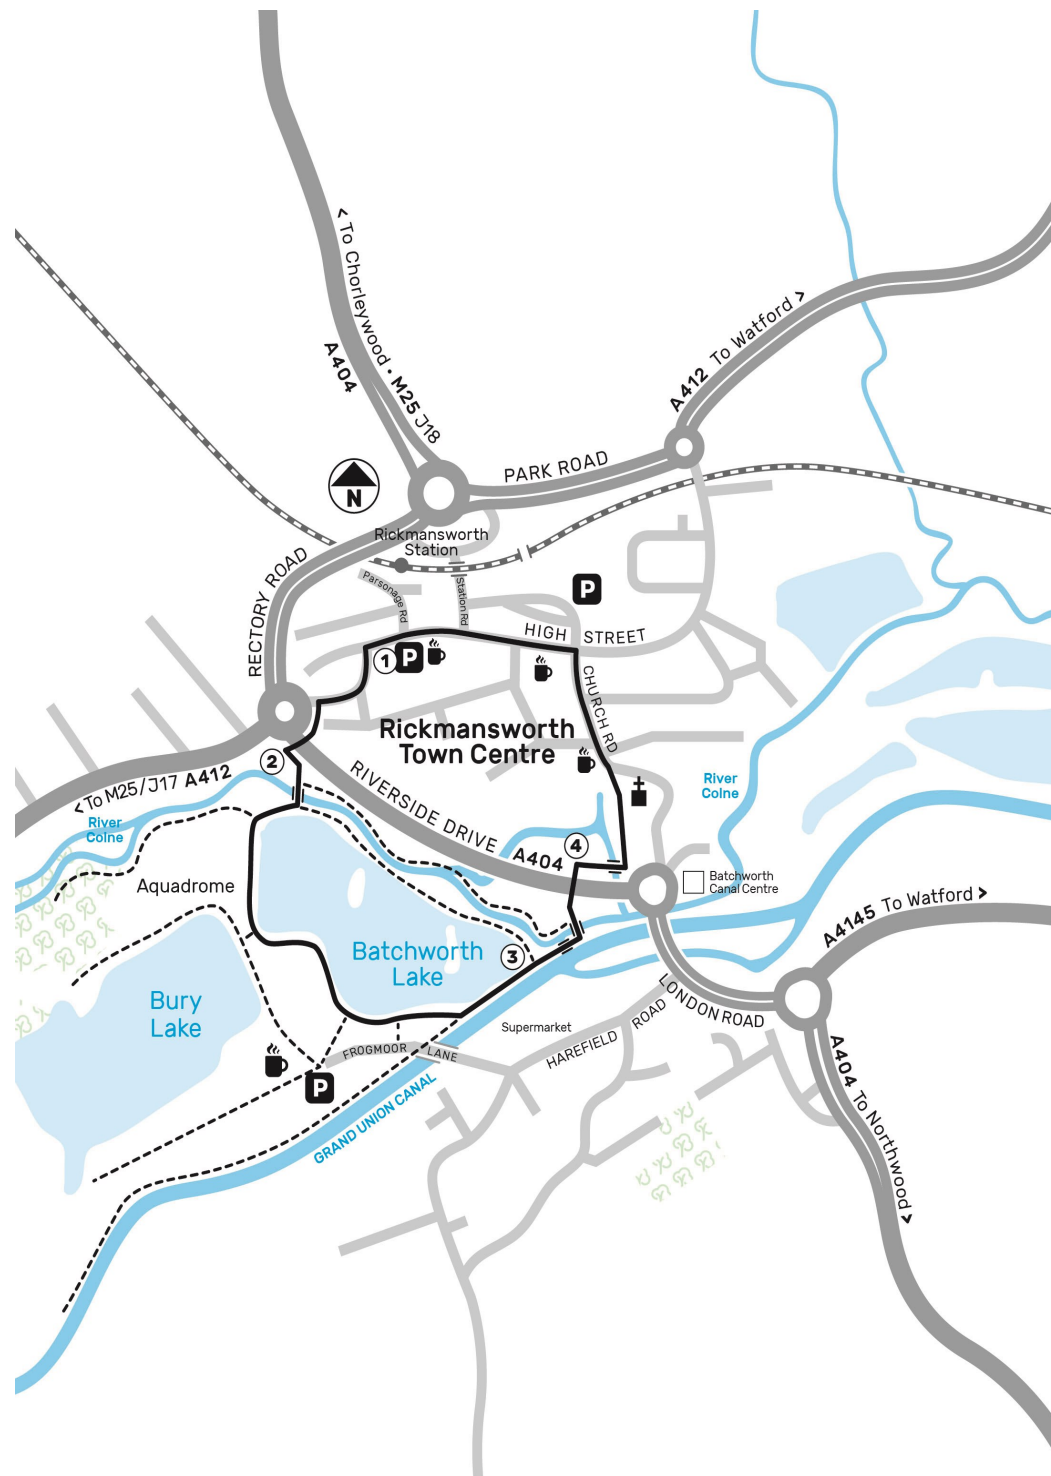 < To Chorleywood • M25 J18
A404
A412 To Watford >
PARK ROAD
N
Rickmansworth
Station
RECTORY ROAD
Parsonage Rd
Station Rd
P
HIGH STREET
1
P
CHURCH RD
Rickmansworth
Town Centre
2
< To M25/J17 A412
RIVERSIDE DRIVE A404
River
Colne
River
Colne
4
Aquadrome
Batchworth
Canal Centre
A4145 To Watford >
Batchworth
Lake
3
Bury
Lake
LONDON ROAD
Supermarket
HAREFIELD ROAD
FROGMOOR LANE
P
GRAND UNION CANAL
A404 To Northwood >